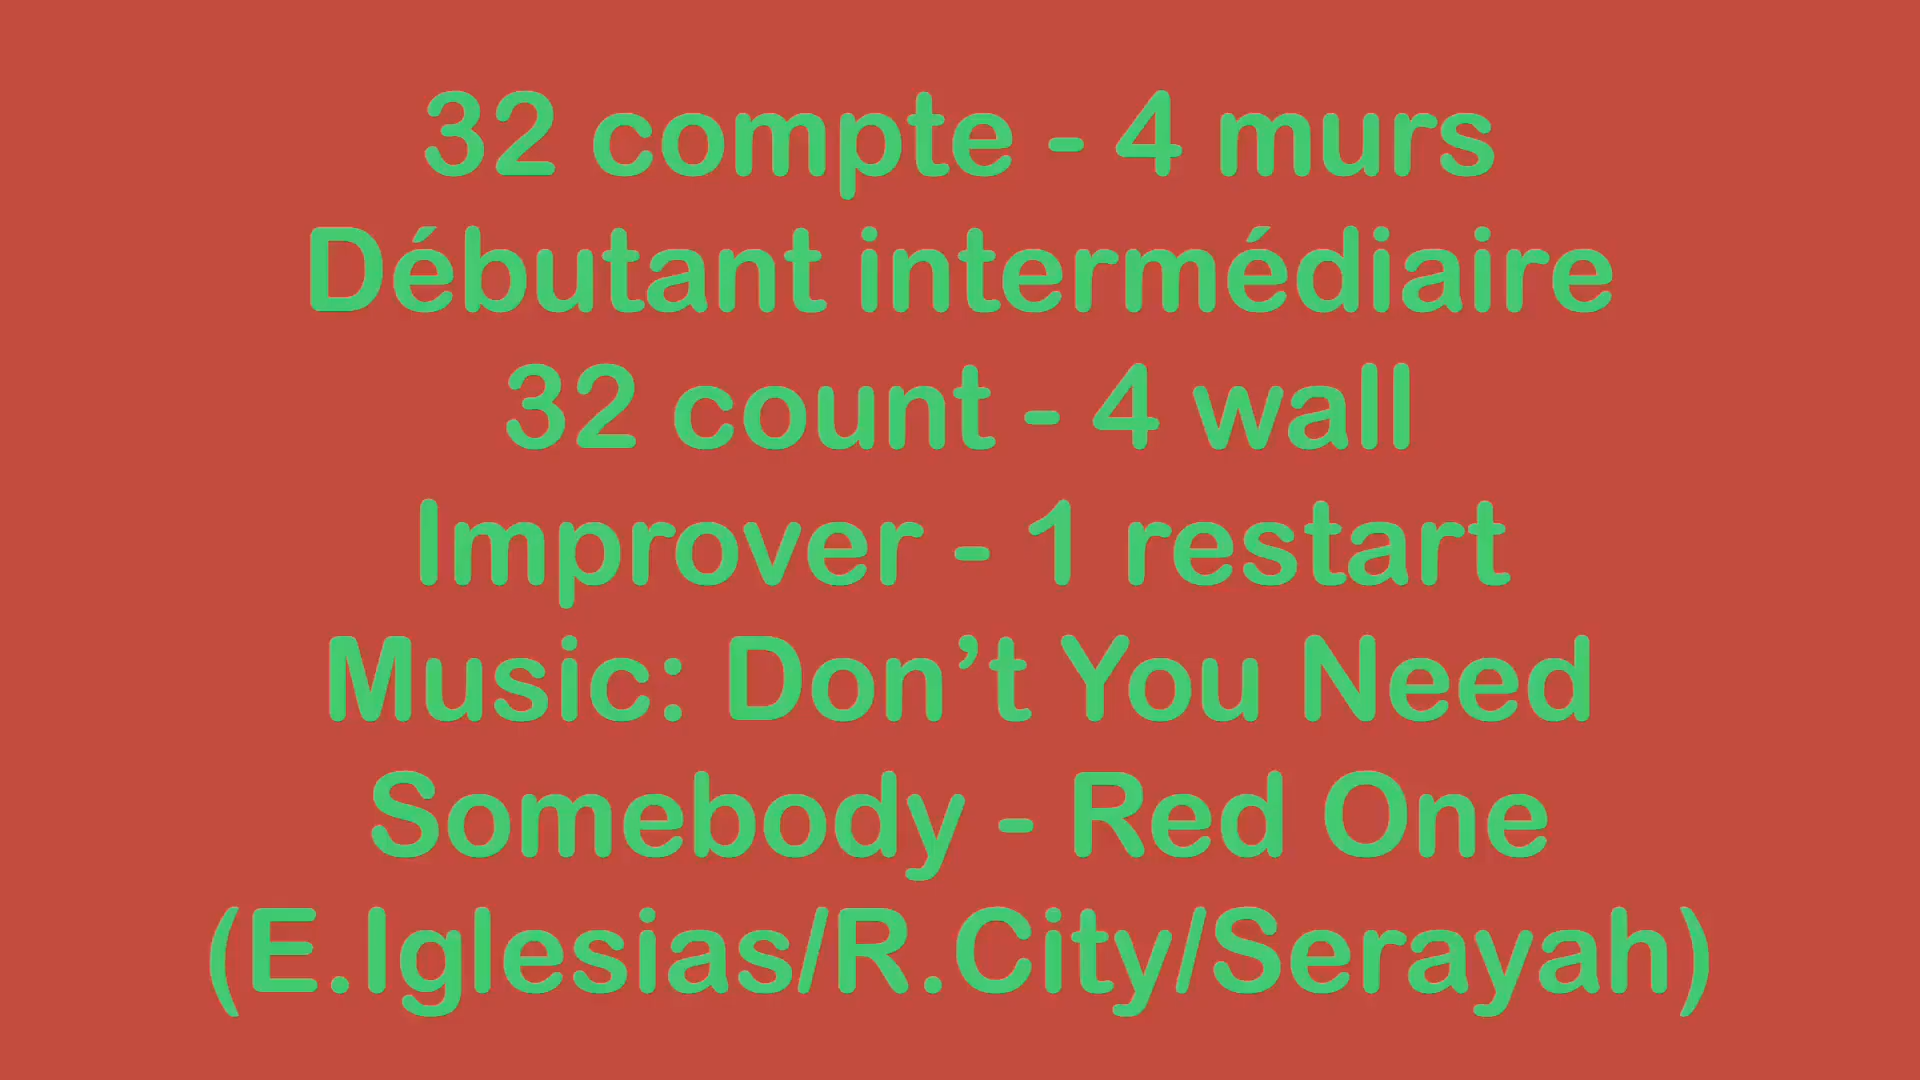 32 compte - 4 murs
Débutant intermédiaire
32 count - 4 wall
Improver - 1 restart
Music: Don’t You Need
Somebody - Red One
(E.Iglesias/R.City/Serayah)